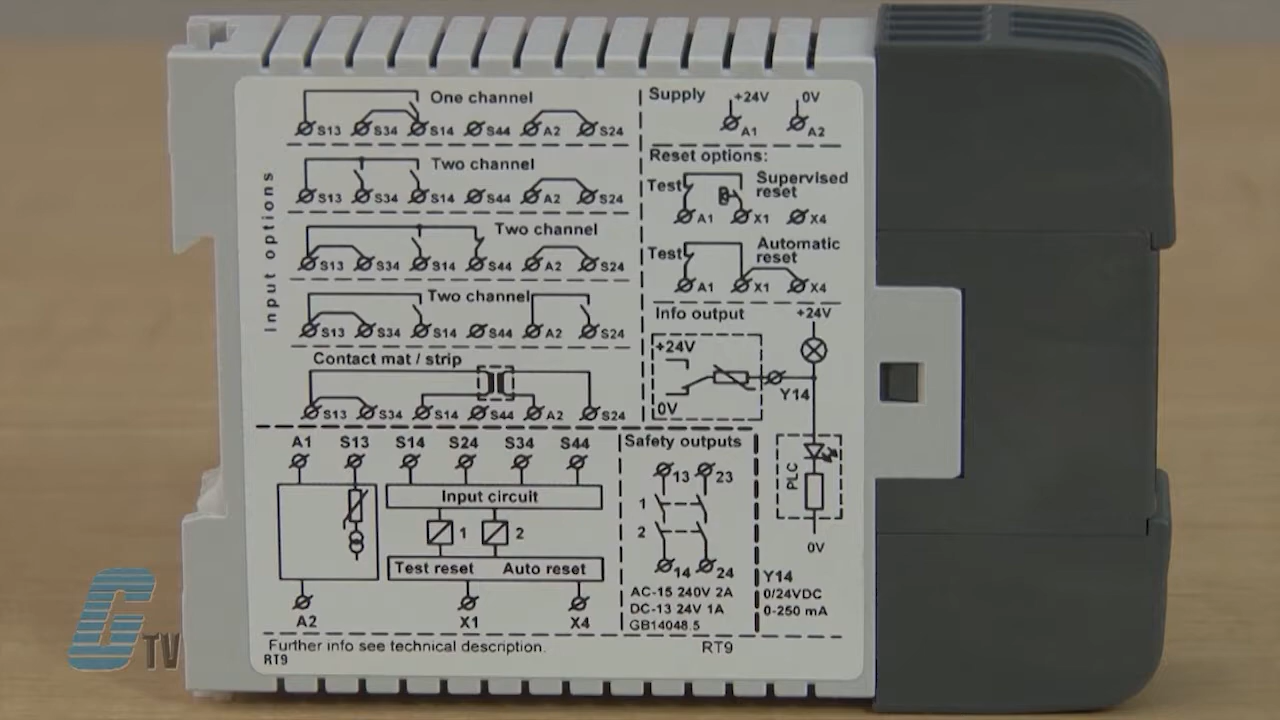 Input options
One channel
S13 S34 S14 S44 A2 S24
Two channel
S13 S34 S14 S44 A2 S24
Two channel
S13 S34 S14 S44 A2 S24
Two channel
S13 S34 S14 S44 A2 S24
Contact mat / strip
S13 S34 S14 S44 A2 S24
Supply +24V 0V
A1 A2
Reset options:
Test Supervised
reset
A1 X1 X4
Test Automatic
reset
A1 X1 X4
Info output +24V
+24V
Y14
0V
PLC
0V
A1 S13 S14 S24 S34 S44
Input circuit
1 2
Test reset Auto reset
A2 X1 X4
Safety outputs
13 23
1
2
14 24
AC-15 240V 2A
DC-13 24V 1A
GB14048.5
Y14
0/24VDC
0-250 mA
Further info see technical description. RT9
RT9
C TV